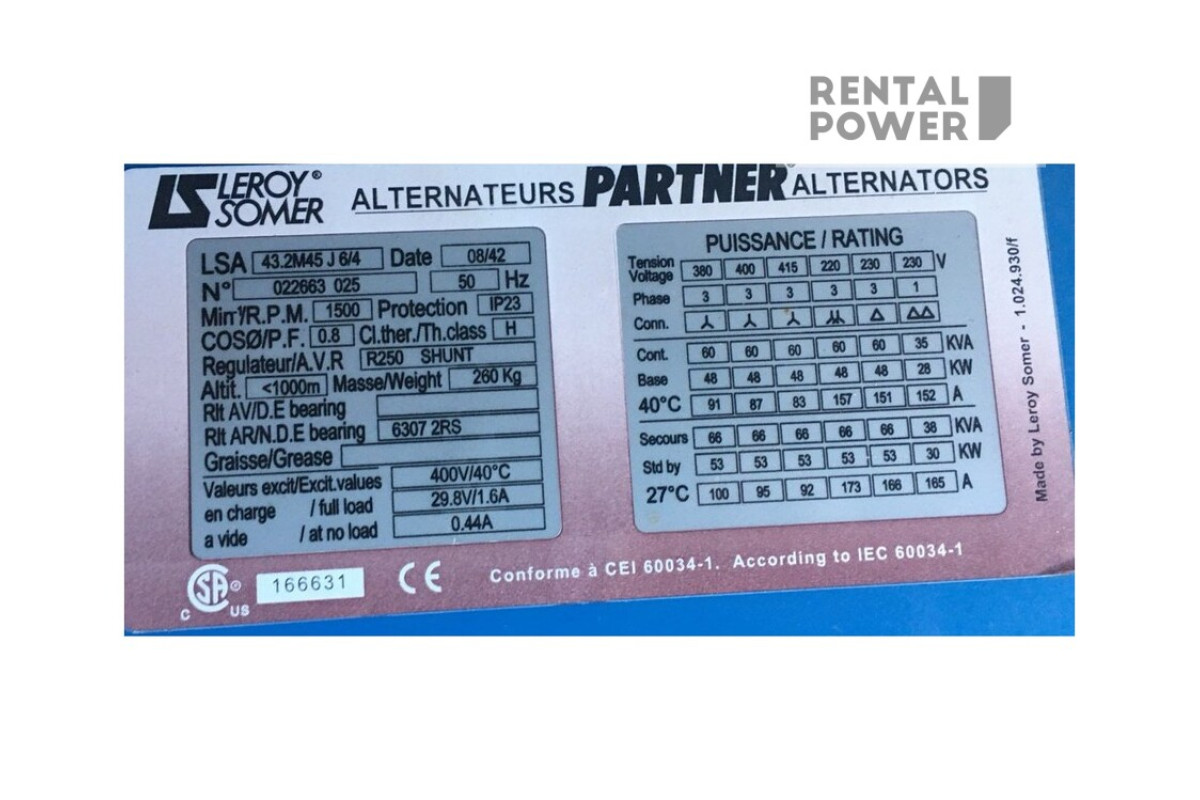 RENTAL
POWER
LEROY®
SOMER
ALTERNATEURS PARTNER® ALTERNATORS
LSA 43.2M45 J 6/4 Date 08/42
N° 022663 025 50 Hz
Min⁻¹/R.P.M. 1500 Protection IP23
COSØ/P.F. 0.8 Cl.ther./Th.class H
Regulateur/A.V.R R250 SHUNT
Altit. <1000m Masse/Weight 260 Kg
Rlt AV/D.E bearing
Rlt AR/N.D.E bearing 6307 2RS
Graisse/Grease
Valeurs excit/Excit.values 400V/40°C
en charge / full load 29.8V/1.6A
a vide / at no load 0.44A
PUISSANCE / RATING
Tension
Voltage 380 400 415 220 230 230 V
Phase 3 3 3 3 3 1
Conn.
Cont. 60 60 60 60 60 35 KVA
Base 48 48 48 48 48 28 KW
40°C 91 87 83 157 151 152 A
Secours 66 66 66 66 66 38 KVA
Std by 53 53 53 53 53 30 KW
27°C 100 95 92 173 166 165 A
Made by Leroy Somer - 1.024.930/f
C SA® US 166631 CE
Conforme à CEI 60034-1. According to IEC 60034-1